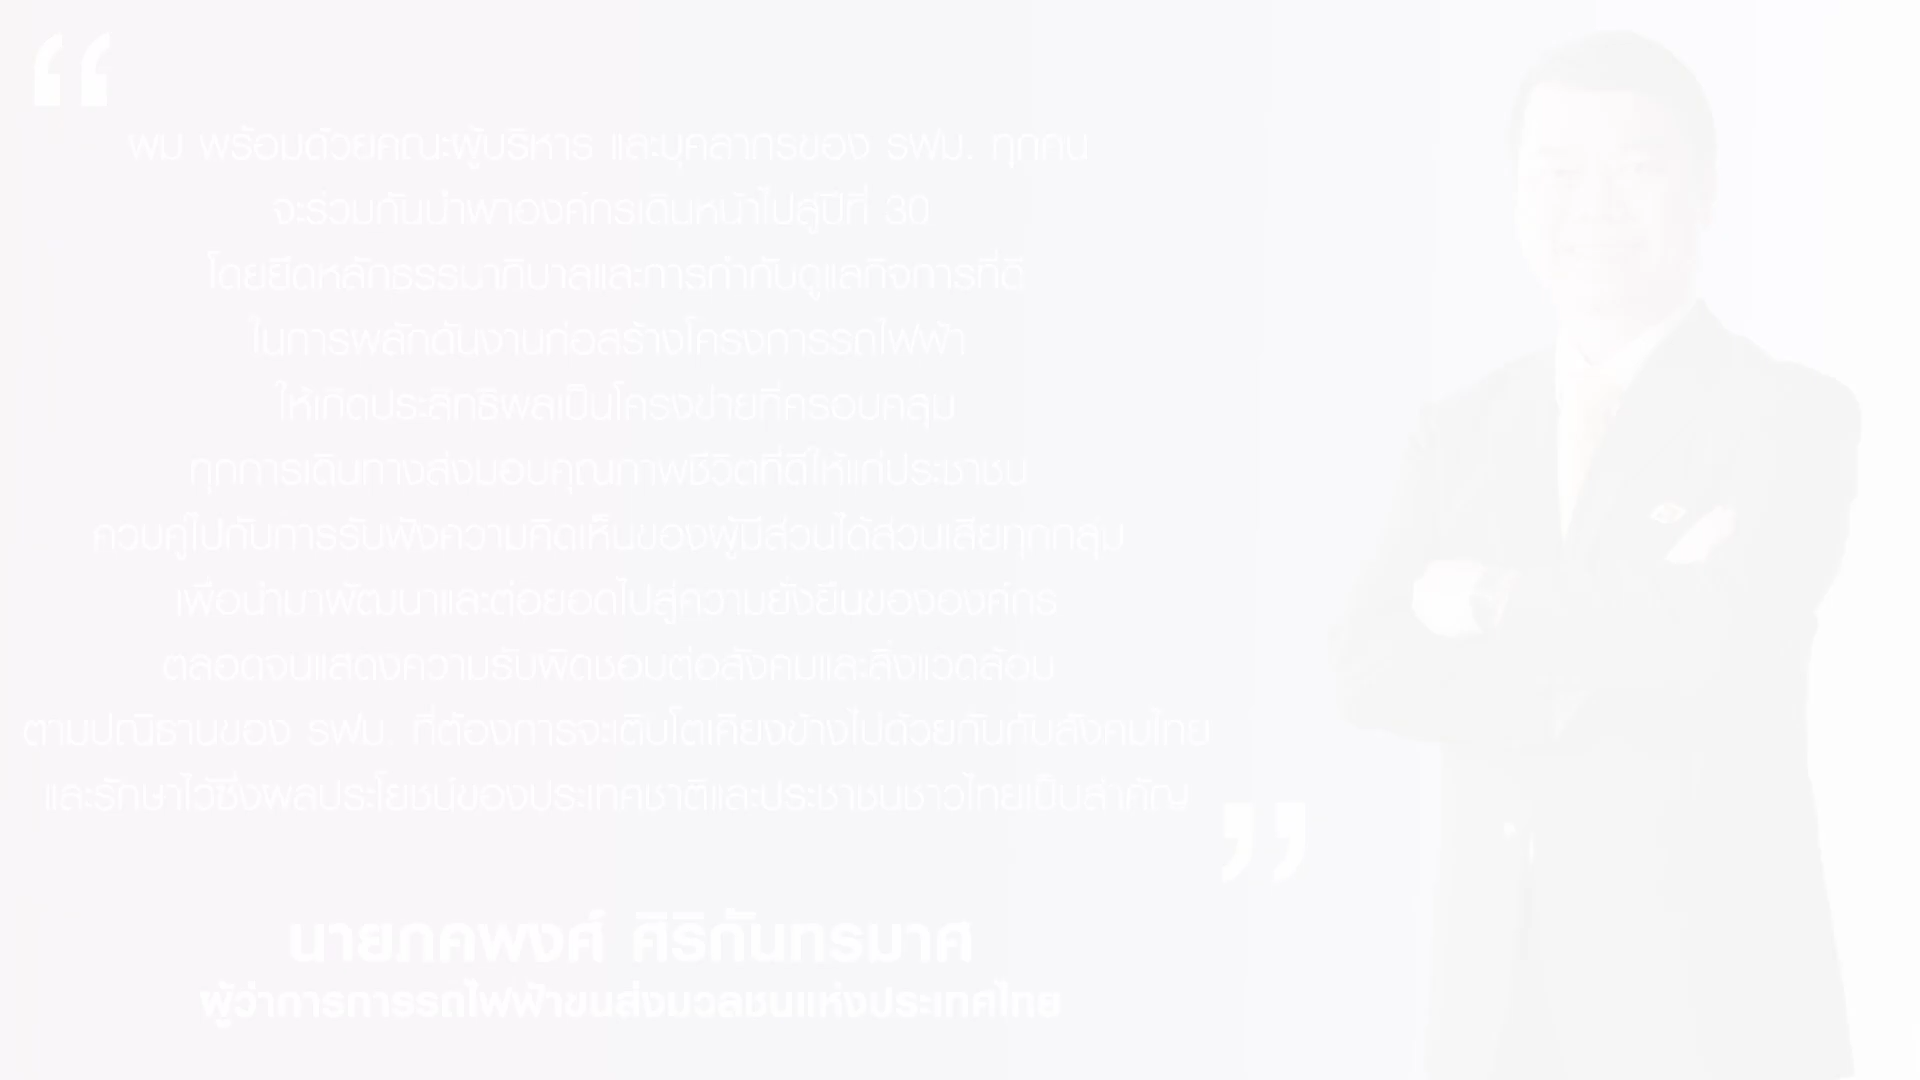 “
ผม พร้อมด้วยคณะผู้บริหาร และบุคลากรของ รฟม. ทุกคน
จะร่วมกันนำพาองค์กรเดินหน้าไปสู่ปีที่ 30
โดยยึดหลักธรรมาภิบาลและการกำกับดูแลกิจการที่ดี
ในการผลักดันงานก่อสร้างโครงการรถไฟฟ้า
ให้เกิดประสิทธิผลเป็นโครงข่ายที่ครอบคลุม
ทุกการเดินทางส่งมอบคุณภาพชีวิตที่ดีให้แก่ประชาชน
ควบคู่ไปกับการรับฟังความคิดเห็นของผู้มีส่วนได้ส่วนเสียทุกกลุ่ม
เพื่อนำมาพัฒนาและต่อยอดไปสู่ความยั่งยืนขององค์กร
ตลอดจนแสดงความรับผิดชอบต่อสังคมและสิ่งแวดล้อม
ตามปณิธานของ รฟม. ที่ต้องการจะเติบโตเคียงข้างไปด้วยกันกับสังคมไทย
และรักษาไว้ซึ่งผลประโยชน์ของประเทศชาติและประชาชนชาวไทยเป็นสำคัญ
”
นายภคพงศ์ ศิริกันทรมาศ
ผู้ว่าการการรถไฟฟ้าขนส่งมวลชนแห่งประเทศไทย